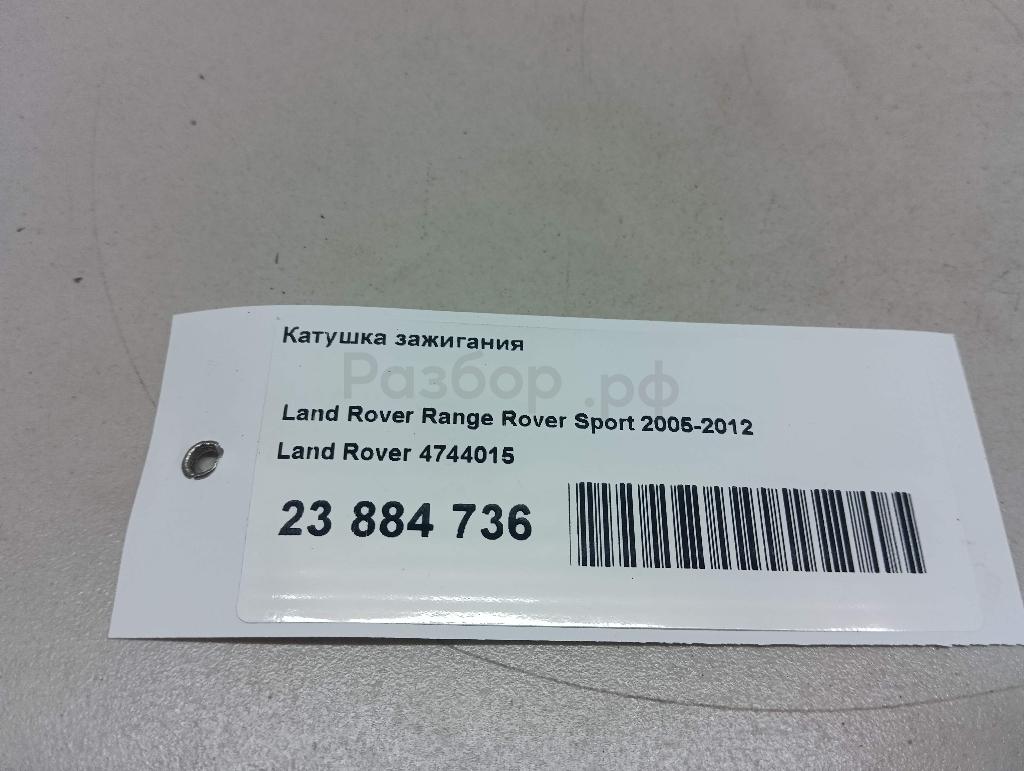 Катушка зажигания
Разбор.рф
Land Rover Range Rover Sport 2005-2012
Land Rover 4744015
23 884 736